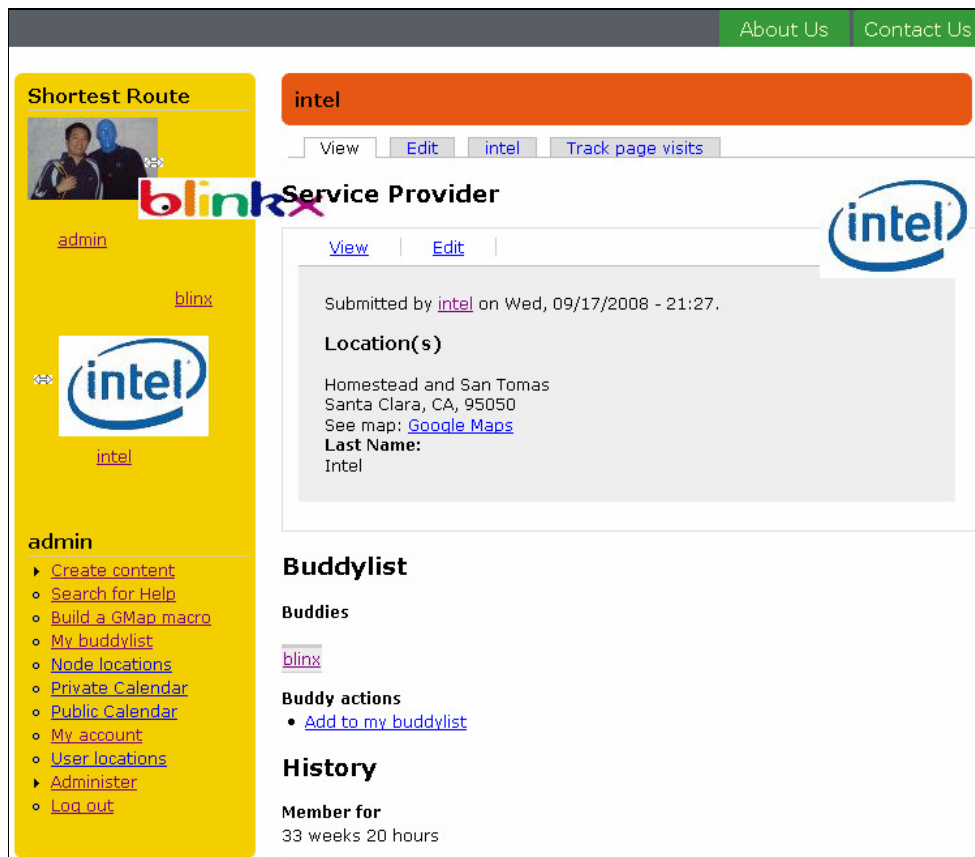 About Us
Contact Us
Shortest Route
blinkx
admin
blinx
intel
intel
admin
Create content
Search for Help
Build a GMap macro
My buddylist
Node locations
Private Calendar
Public Calendar
My account
User locations
Administer
Log out
intel
View Edit intel Track page visits
Service Provider
intel
View Edit
Submitted by intel on Wed, 09/17/2008 - 21:27.
Location(s)
Homestead and San Tomas
Santa Clara, CA, 95050
See map: Google Maps
Last Name:
Intel
Buddylist
Buddies
blinx
Buddy actions
Add to my buddylist
History
Member for
33 weeks 20 hours